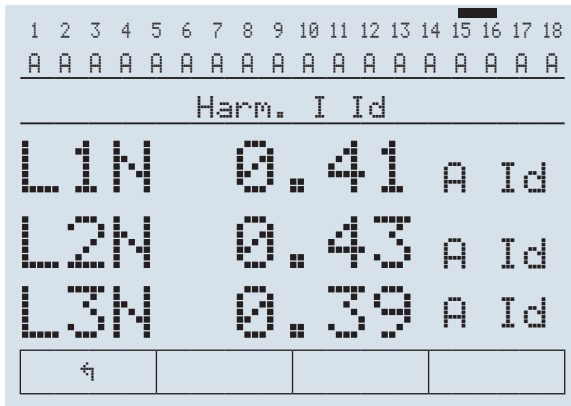 1 2 3 4 5 6 7 8 9 10 11 12 13 14 15 16 17 18
A A A A A A A A A A A A A A A A A A
Harm. I Id
L1N 0.41 A Id
L2N 0.43 A Id
L3N 0.39 A Id
↰